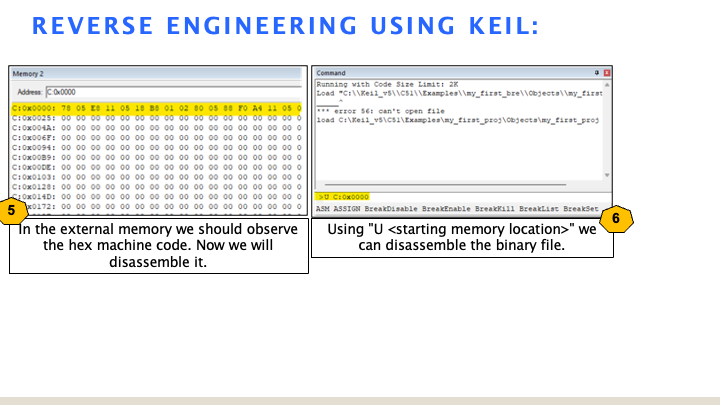 REVERSE ENGINEERING USING KEIL:
Memory 2
Address: C:0x0000
C:0x0000: 78 05 E8 11 05 18 B8 01 02 80 05 88 F0 A4 11 05 0
C:0x0025: 00 00 00 00 00 00 00 00 00 00 00 00 00 00 00 00 0
C:0x004A: 00 00 00 00 00 00 00 00 00 00 00 00 00 00 00 00 0
C:0x006F: 00 00 00 00 00 00 00 00 00 00 00 00 00 00 00 00 0
C:0x0094: 00 00 00 00 00 00 00 00 00 00 00 00 00 00 00 00 0
C:0x00B9: 00 00 00 00 00 00 00 00 00 00 00 00 00 00 00 00 0
C:0x00DE: 00 00 00 00 00 00 00 00 00 00 00 00 00 00 00 00 0
C:0x0103: 00 00 00 00 00 00 00 00 00 00 00 00 00 00 00 00 0
C:0x0128: 00 00 00 00 00 00 00 00 00 00 00 00 00 00 00 00 0
C:0x014D: 00 00 00 00 00 00 00 00 00 00 00 00 00 00 00 00 0
C:0x0172: 00 00 00 00 00 00 00 00 00 00 00 00 00 00 00 00 0
5
In the external memory we should observe
the hex machine code. Now we will
disassemble it.
Command
Running with Code Size Limit: 2K
Load "C:\\Keil_v5\\C51\\Examples\\my_first_bre\\Objects\\my_first
^
*** error 56: can't open file
load C:\Keil_v5\C51\Examples\my_first_proj\Objects\my_first_proj
>U C:0x0000
ASM ASSIGN BreakDisable BreakEnable BreakKill BreakList BreakSet
6
Using "U <starting memory location>" we
can disassemble the binary file.